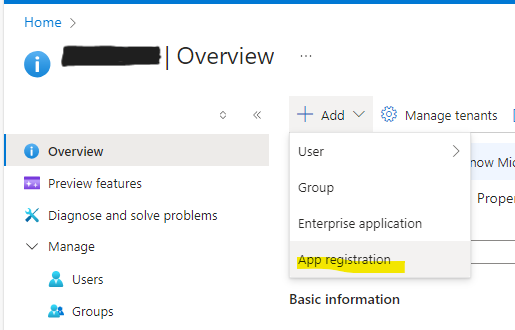 Home >
| Overview ...
+ Add
Manage tenants
Overview
Preview features
Diagnose and solve problems
Manage
Users
Groups
User
Group
Enterprise application
App registration
now Mic
Proper
Basic information